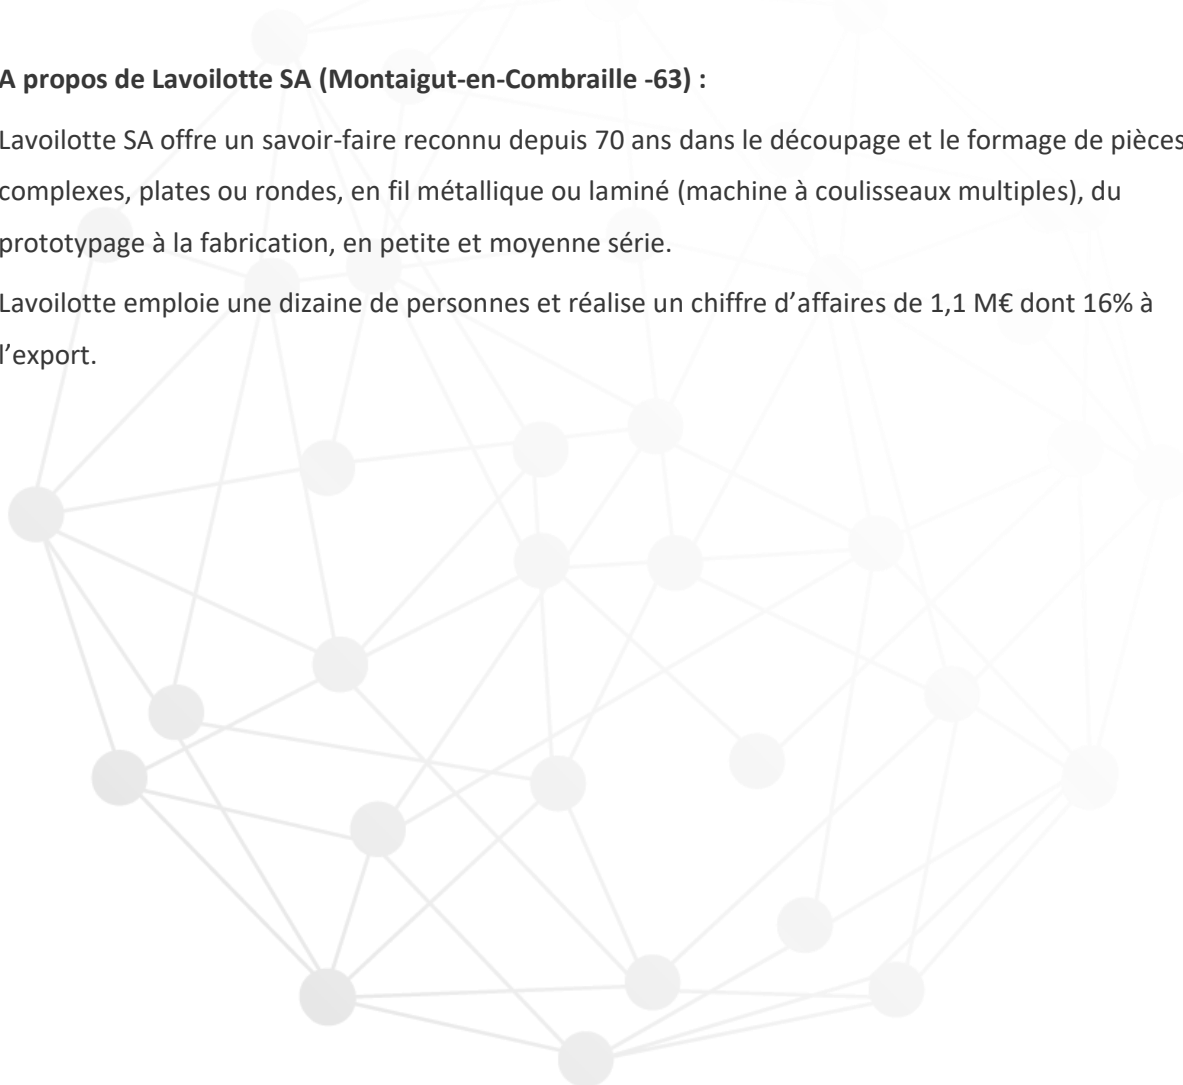 A propos de Lavoilotte SA (Montaigut-en-Combraille -63) :
Lavoilotte SA offre un savoir-faire reconnu depuis 70 ans dans le découpage et le formage de pièces
complexes, plates ou rondes, en fil métallique ou laminé (machine à coulisseaux multiples), du
prototypage à la fabrication, en petite et moyenne série.
Lavoilotte emploie une dizaine de personnes et réalise un chiffre d’affaires de 1,1 M€ dont 16% à
l’export.